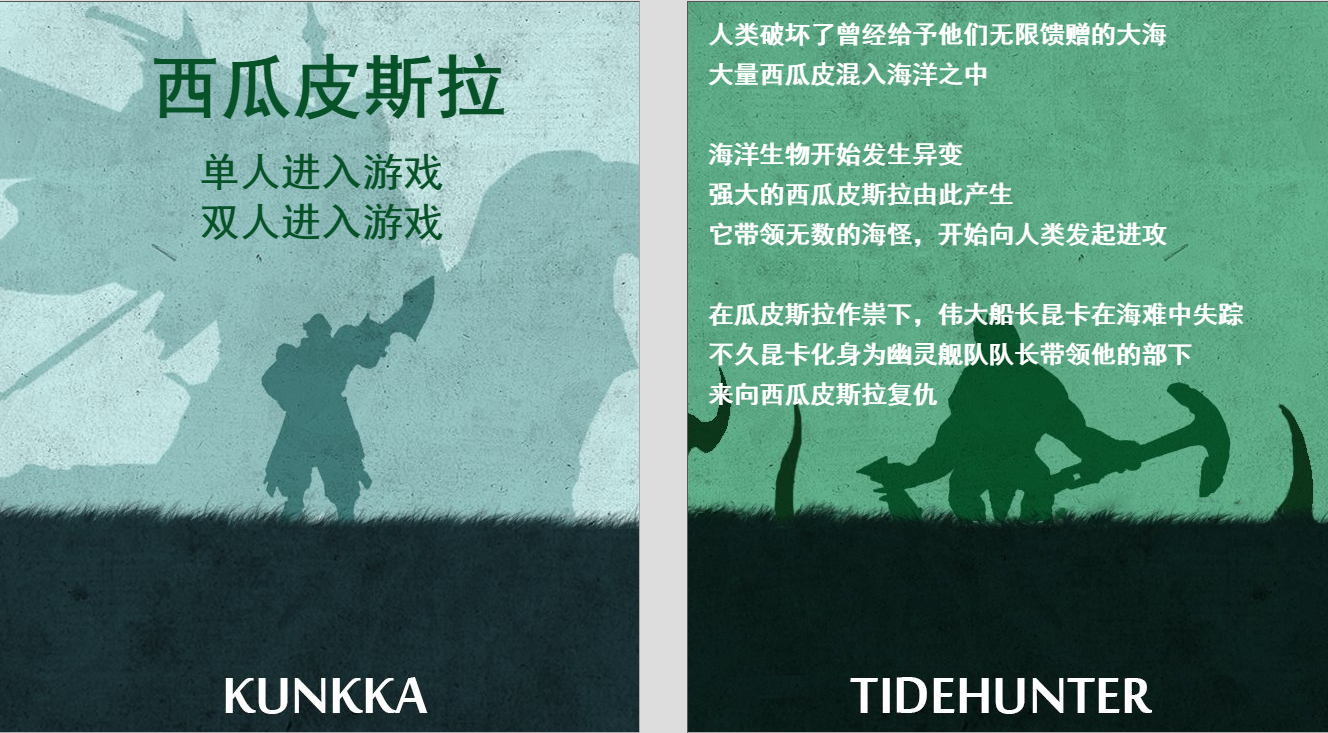 西瓜皮斯拉
单人进入游戏
双人进入游戏
KUNKKA
人类破坏了曾经给予他们无限馈赠的大海
大量西瓜皮混入海洋之中
海洋生物开始发生异变
强大的西瓜皮斯拉由此产生
它带领无数的海怪，开始向人类发起进攻
在瓜皮斯拉作祟下，伟大船长昆卡在海难中失踪
不久昆卡化身为幽灵舰队队长带领他的部下
来向西瓜皮斯拉复仇
TIDEHUNTER